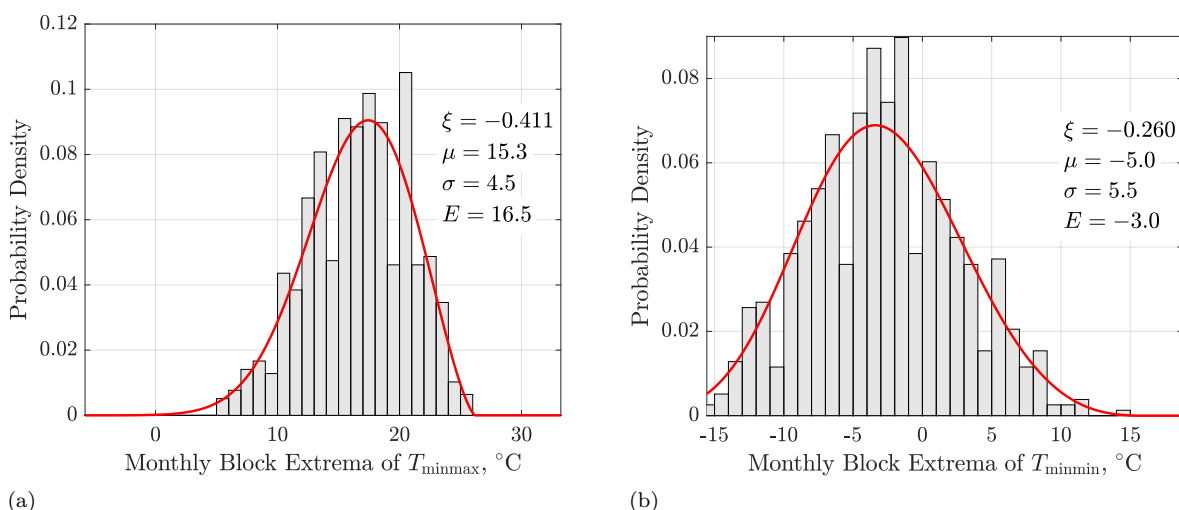 0.12
0.1
0.08
0.06
0.04
0.02
0
Probability Density
ξ = −0.411
μ = 15.3
σ = 4.5
E = 16.5
0
10
20
30
Monthly Block Extrema of T_minmax, °C
(a)
0.08
0.06
0.04
0.02
0
Probability Density
ξ = −0.260
μ = −5.0
σ = 5.5
E = −3.0
-15
-10
-5
0
5
10
15
Monthly Block Extrema of T_minmin, °C
(b)